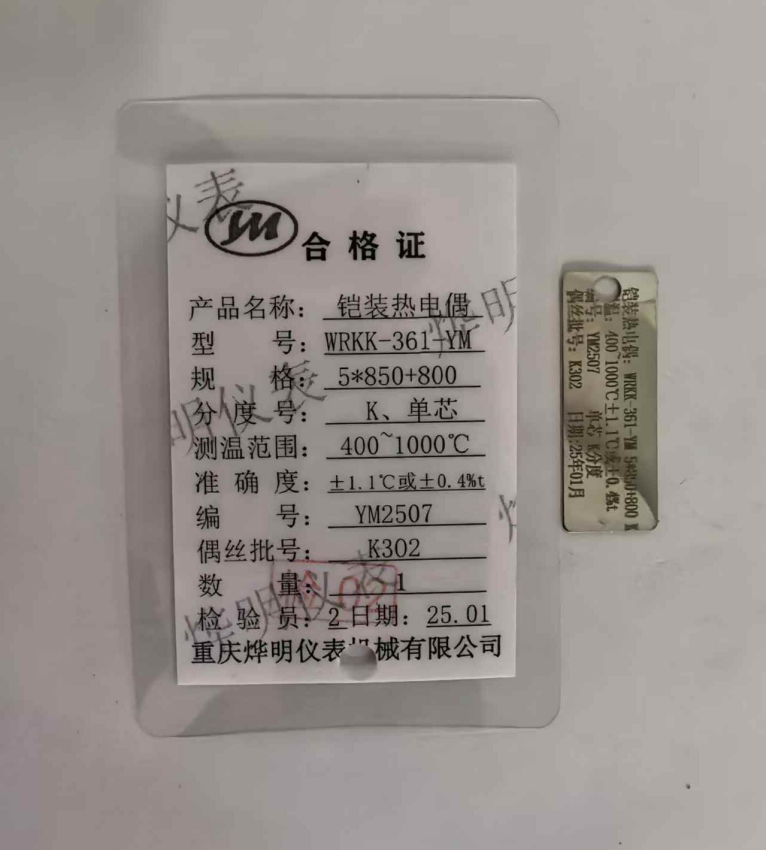 YM
合格证
产品名称：铠装热电偶
型 号：WRKK-361-YM
规 格：5*850+800
分度号：K、单芯
测温范围：400~1000℃
准确度：±1.1℃或±0.4%t
编 号：YM2507
偶丝批号：K302
数 量：1
检验员：2 日期：25.01
重庆烨明仪表机械有限公司
铠装热电偶：WRKK-361-YM 5*850+800 K
温：400~1000℃±1.1℃或±0.4%t
编号：YM2507 单芯 K分度
偶丝批号：K302 日期:25年01月